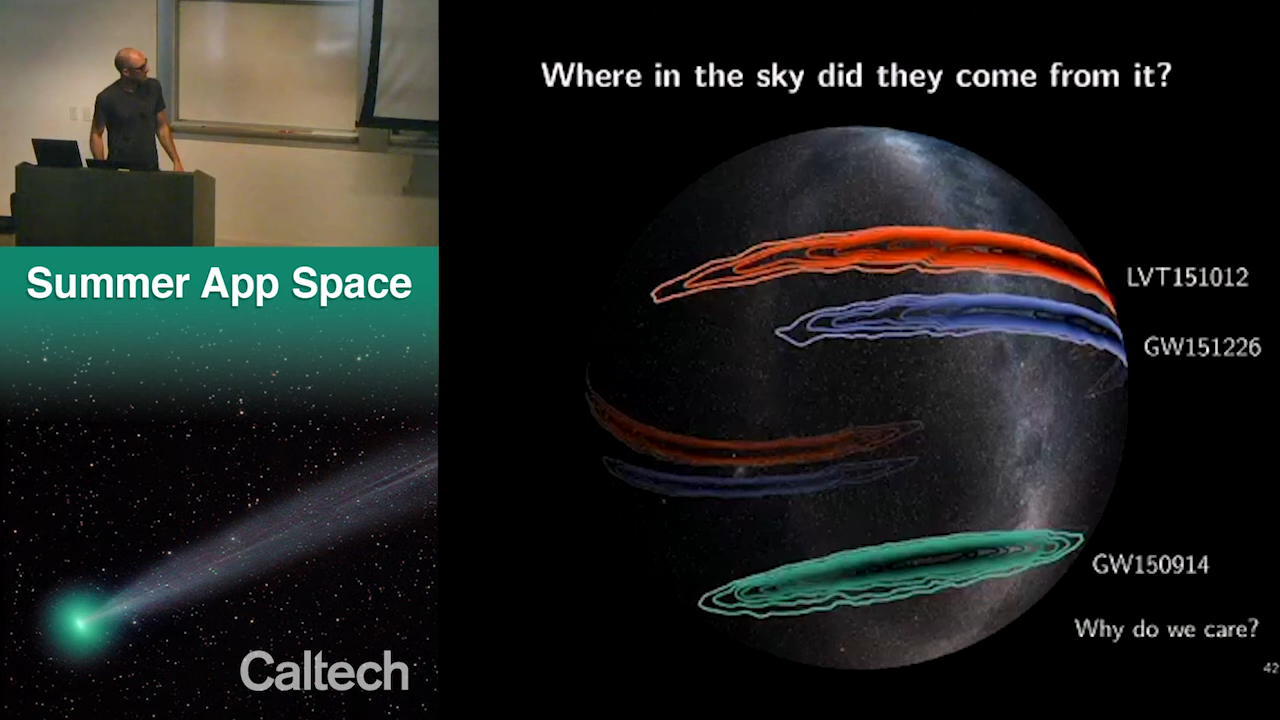 Where in the sky did they come from it?
Summer App Space
LVT151012
GW151226
GW150914
Why do we care?
42
Caltech